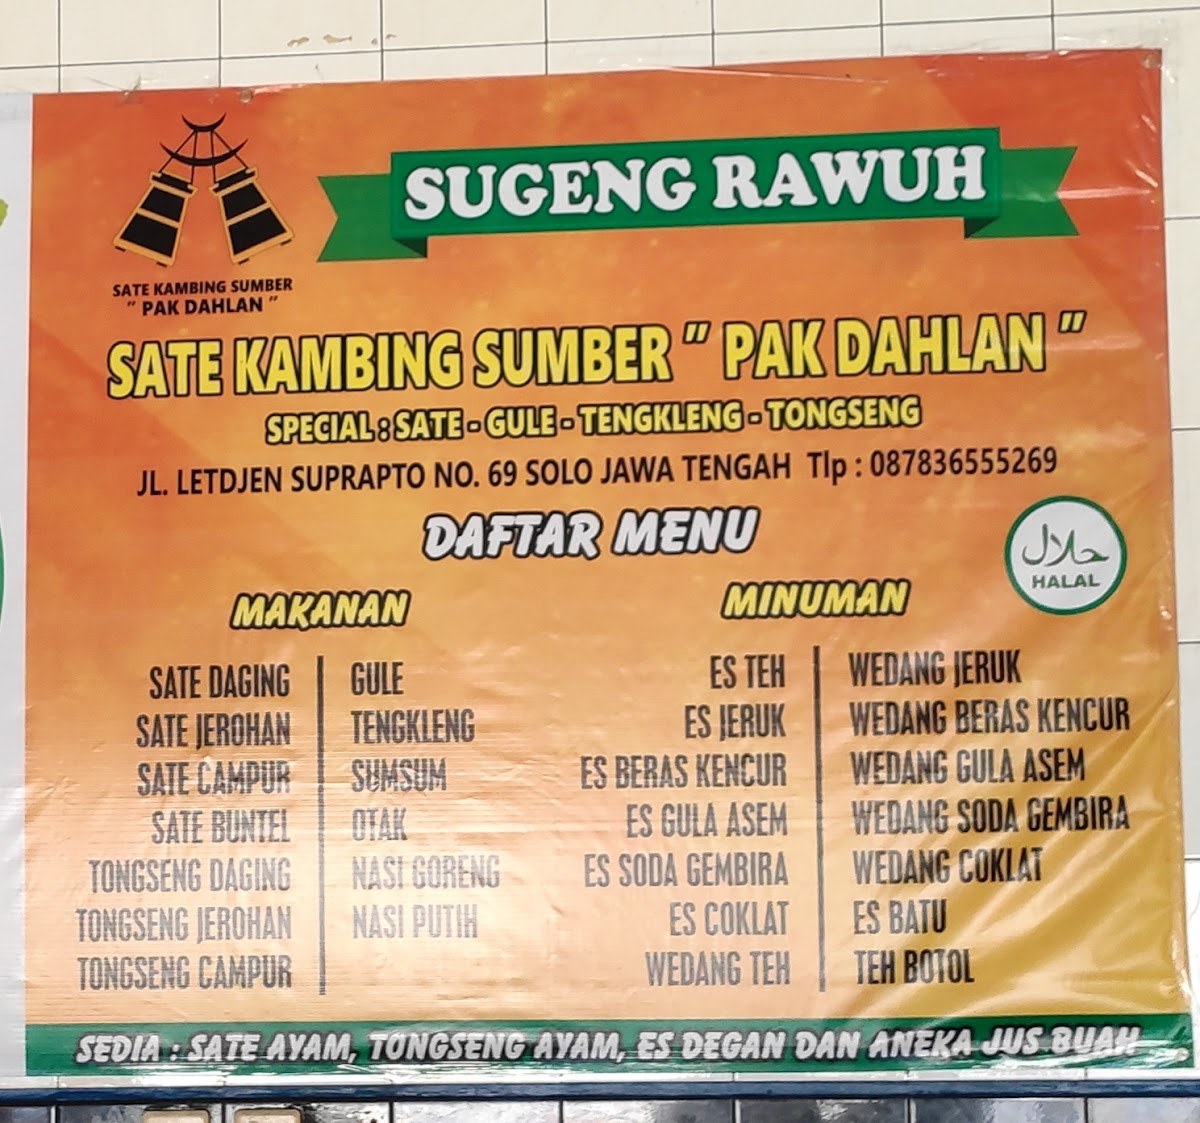 SUGENG RAWUH
SATE KAMBING SUMBER
" PAK DAHLAN "
SATE KAMBING SUMBER " PAK DAHLAN "
SPECIAL : SATE - GULE - TENGKLENG - TONGSENG
JL. LETDJEN SUPRAPTO NO. 69 SOLO JAWA TENGAH Tlp : 087836555269
DAFTAR MENU
حلال
HALAL
MAKANAN
SATE DAGING
SATE JEROHAN
SATE CAMPUR
SATE BUNTEL
TONGSENG DAGING
TONGSENG JEROHAN
TONGSENG CAMPUR
GULE
TENGKLENG
SUMSUM
OTAK
NASI GORENG
NASI PUTIH
MINUMAN
ES TEH
ES JERUK
ES BERAS KENCUR
ES GULA ASEM
ES SODA GEMBIRA
ES COKLAT
WEDANG TEH
WEDANG JERUK
WEDANG BERAS KENCUR
WEDANG GULA ASEM
WEDANG SODA GEMBIRA
WEDANG COKLAT
ES BATU
TEH BOTOL
SEDIA : SATE AYAM, TONGSENG AYAM, ES DEGAN DAN ANEKA JUS BUAH